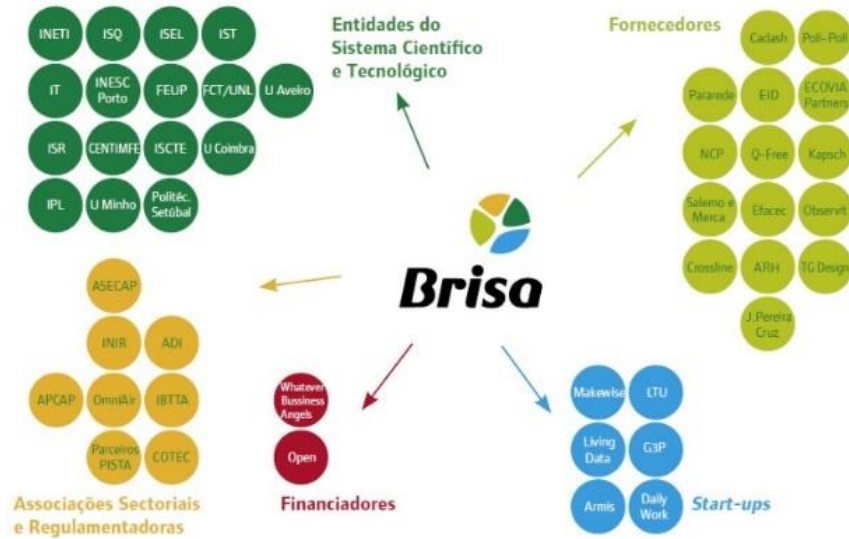 INETI
ISQ
ISEL
IST
IT
INESC
Porto
FEUP
FCT/UNL
U Aveiro
ISR
CENTIMFE
ISCTE
U Coimbra
IPL
U Minho
Politéc.
Setúbal
Entidades do
Sistema Científico
e Tecnológico
Fornecedores
Cadash
Poli-Poli
Pararede
EID
ECOVIA
Partners
NCP
Q-Free
Kapsch
Salemo e
Merca
Efacec
Observit
Crossline
ARH
TG Design
J.Pereira
Cruz
Brisa
ASECAP
INIR
ADI
APCAP
OmniAir
IBTTA
Parceiros
PISTA
COTEC
Associações Sectoriais
e Regulamentadoras
Whatever
Bussiness
Angels
Open
Financiadores
Makewise
LTU
Living
Data
G3P
Armis
Daily
Work
Start-ups